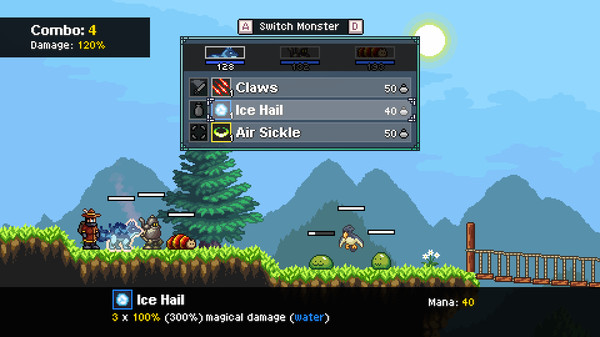 Combo: 4
Damage: 120%
A Switch Monster D
128
Claws 50
Ice Hail 40
Air Sickle 50
Ice Hail
Mana: 40
3 x 100% (300%) magical damage (water)